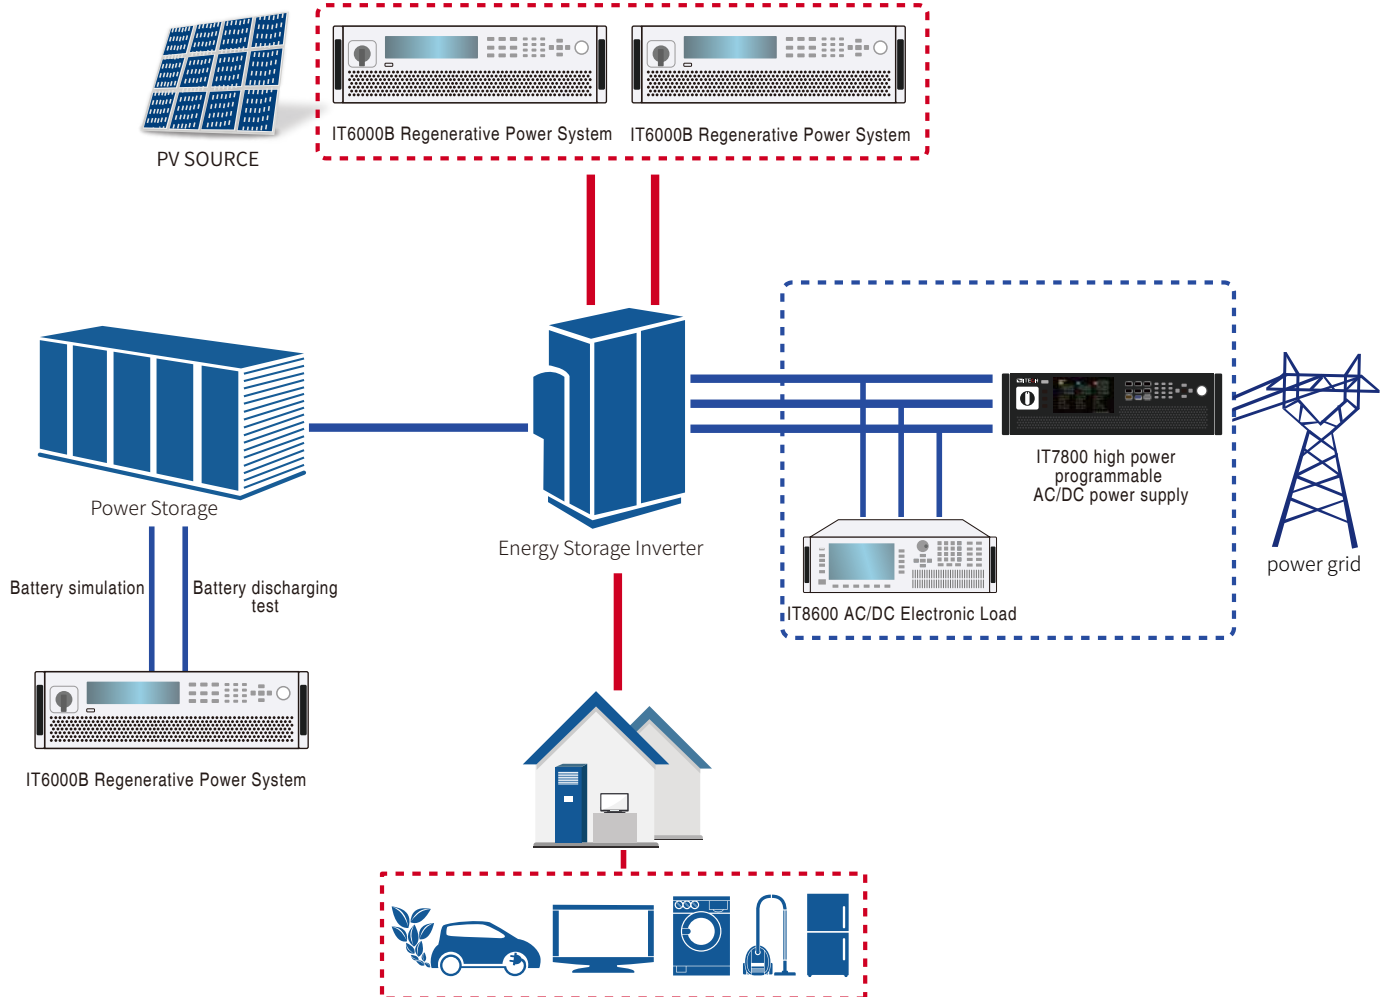 IT6000B Regenerative Power System
IT6000B Regenerative Power System
PV SOURCE
IT7800 high power
programmable
AC/DC power supply
Power Storage
Energy Storage Inverter
power grid
Battery simulation
Battery discharging
test
IT8600 AC/DC Electronic Load
IT6000B Regenerative Power System